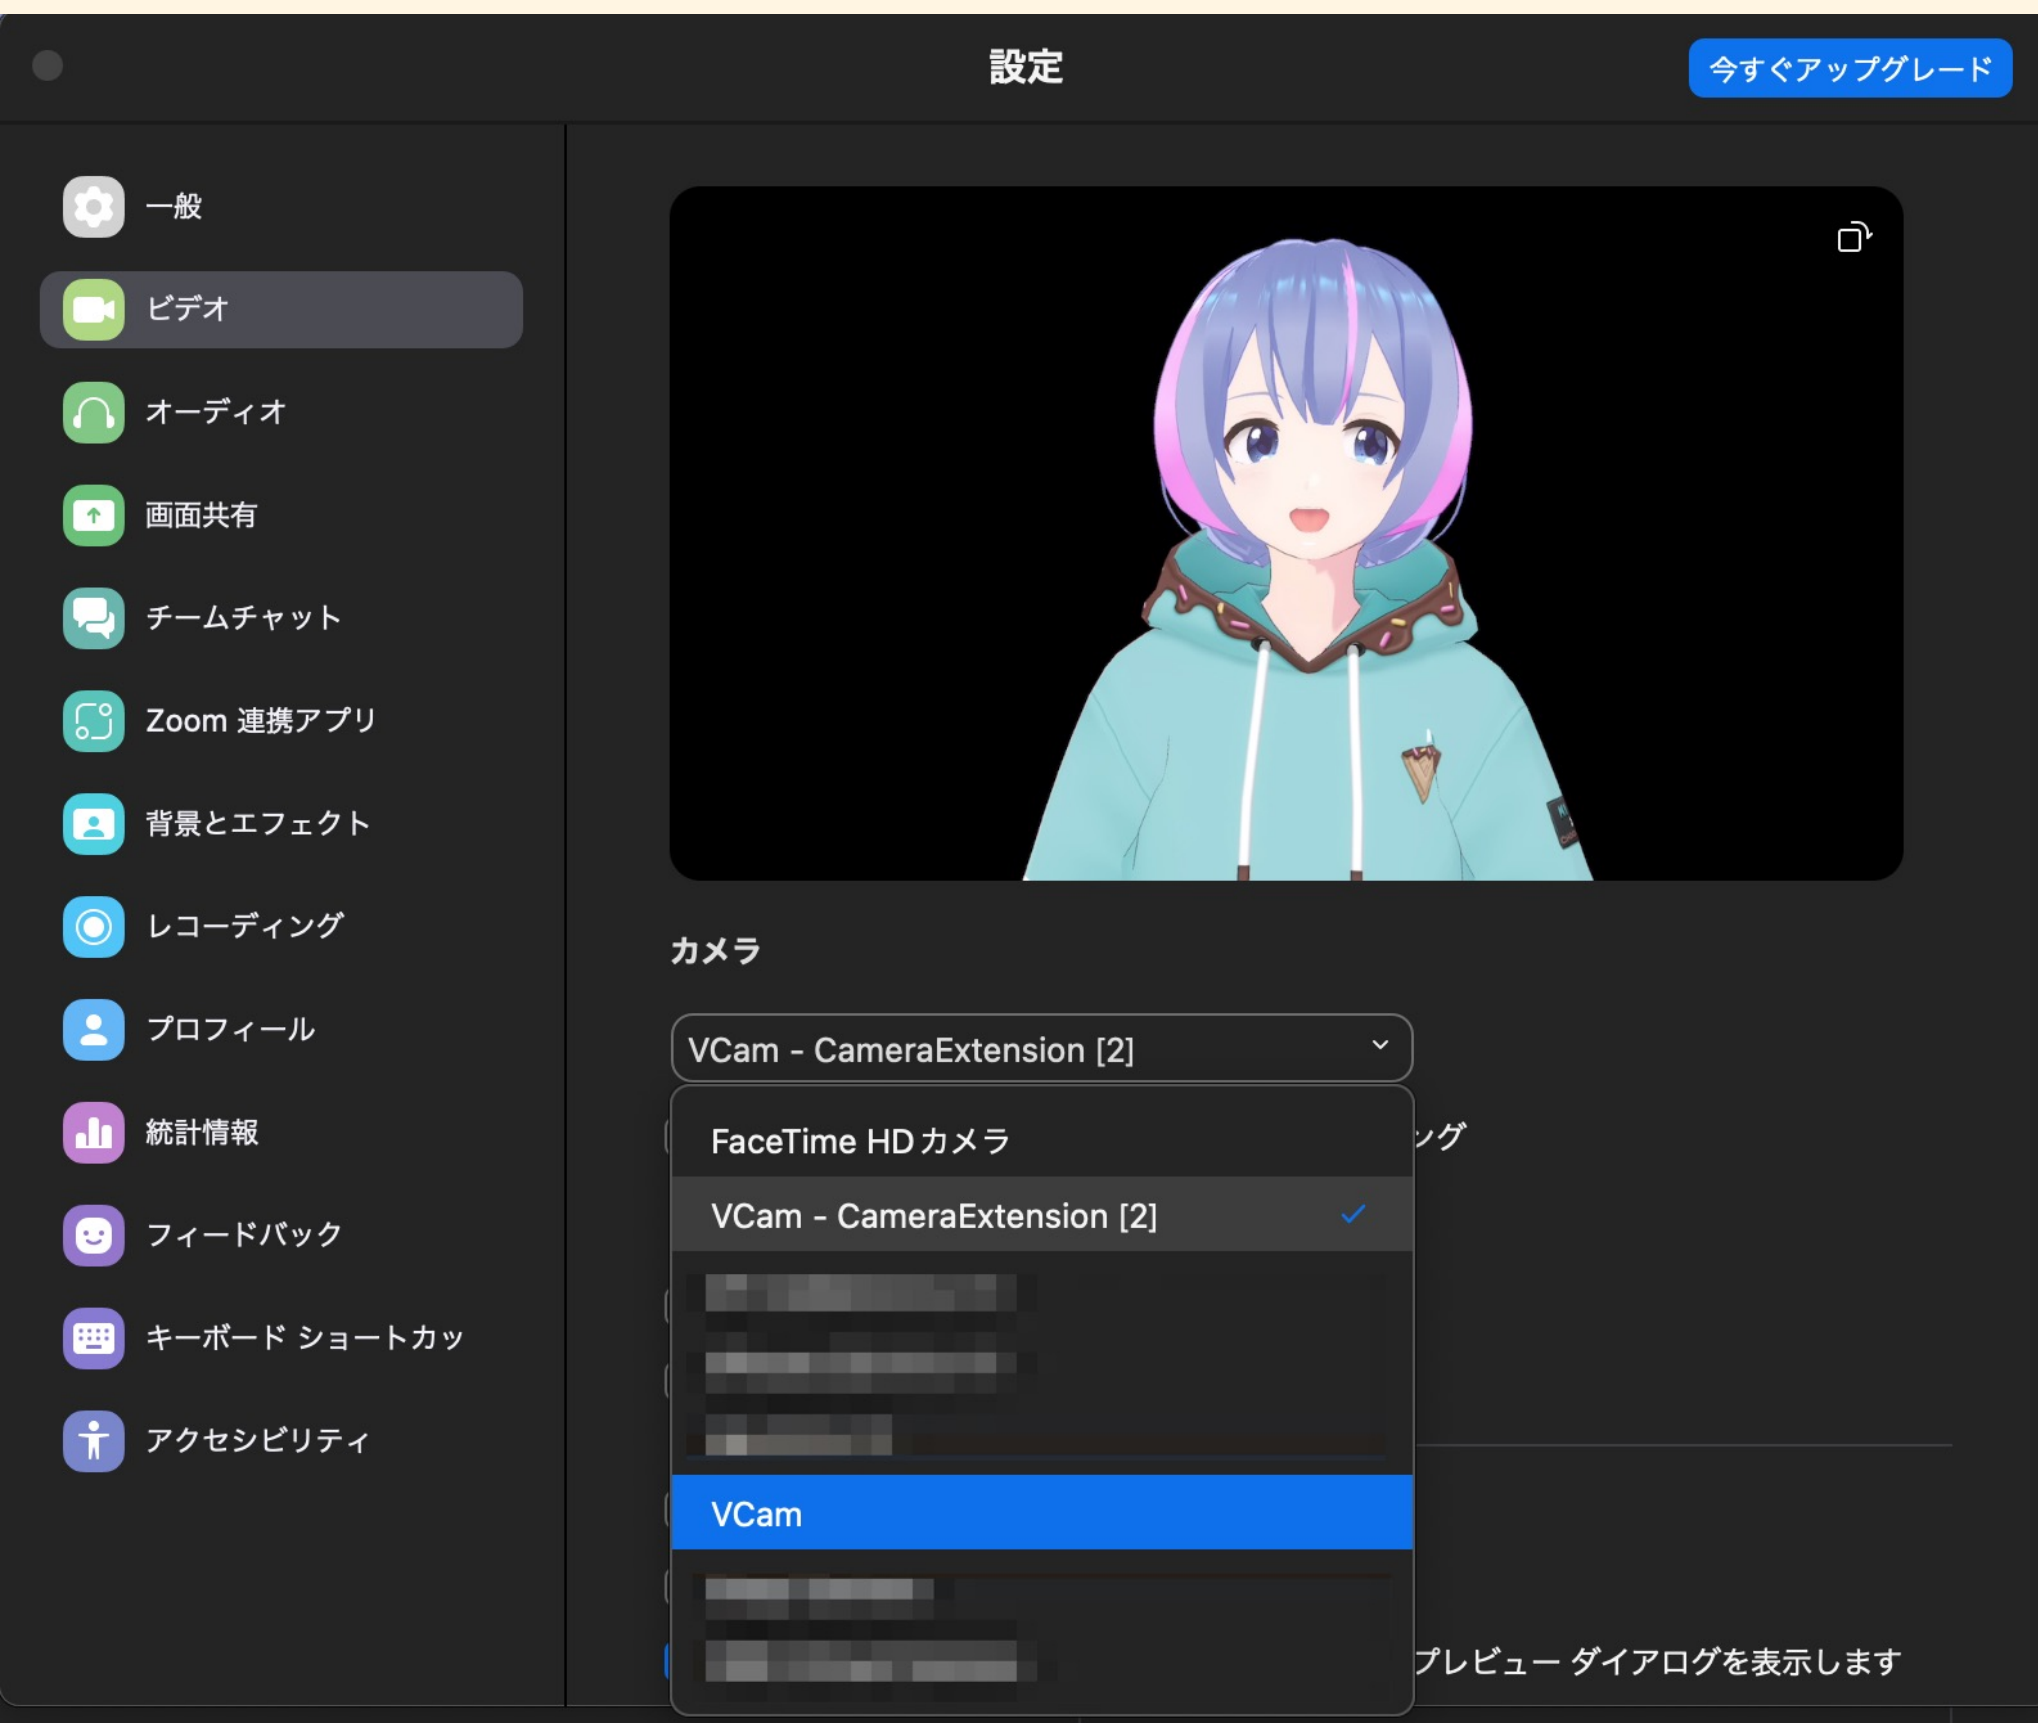 設定
今すぐアップグレード
一般
ビデオ
オーディオ
画面共有
チームチャット
Zoom 連携アプリ
背景とエフェクト
レコーディング
プロフィール
統計情報
フィードバック
キーボード ショートカッ
アクセシビリティ
カメラ
VCam - CameraExtension [2]
FaceTime HDカメラ
ング
VCam - CameraExtension [2]
VCam
プレビュー ダイアログを表示します